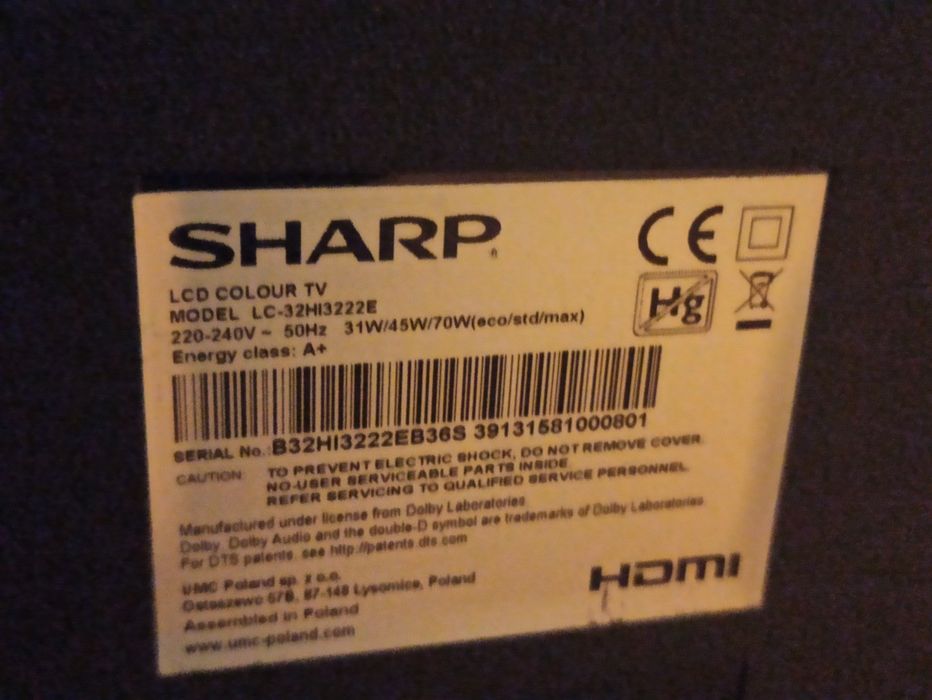 SHARP®
LCD COLOUR TV
MODEL LC-32HI3222E
220-240V ~ 50Hz 31W/45W/70W(eco/std/max)
Energy class: A+
CE
Hg
SERIAL No.: B32HI3222EB36S 39131581000801
CAUTION: TO PREVENT ELECTRIC SHOCK, DO NOT REMOVE COVER.
NO-USER SERVICEABLE PARTS INSIDE.
REFER SERVICING TO QUALIFIED SERVICE PERSONNEL.
Manufactured under license from Dolby Laboratories.
Dolby, Dolby Audio and the double-D symbol are trademarks of Dolby Laboratories.
For DTS patents, see http://patents.dts.com
UMC Poland sp. z o.o.
Ostaszewo 57B, 87-148 Lysomice, Poland
Assembled in Poland
www.umc-poland.com
HDMI